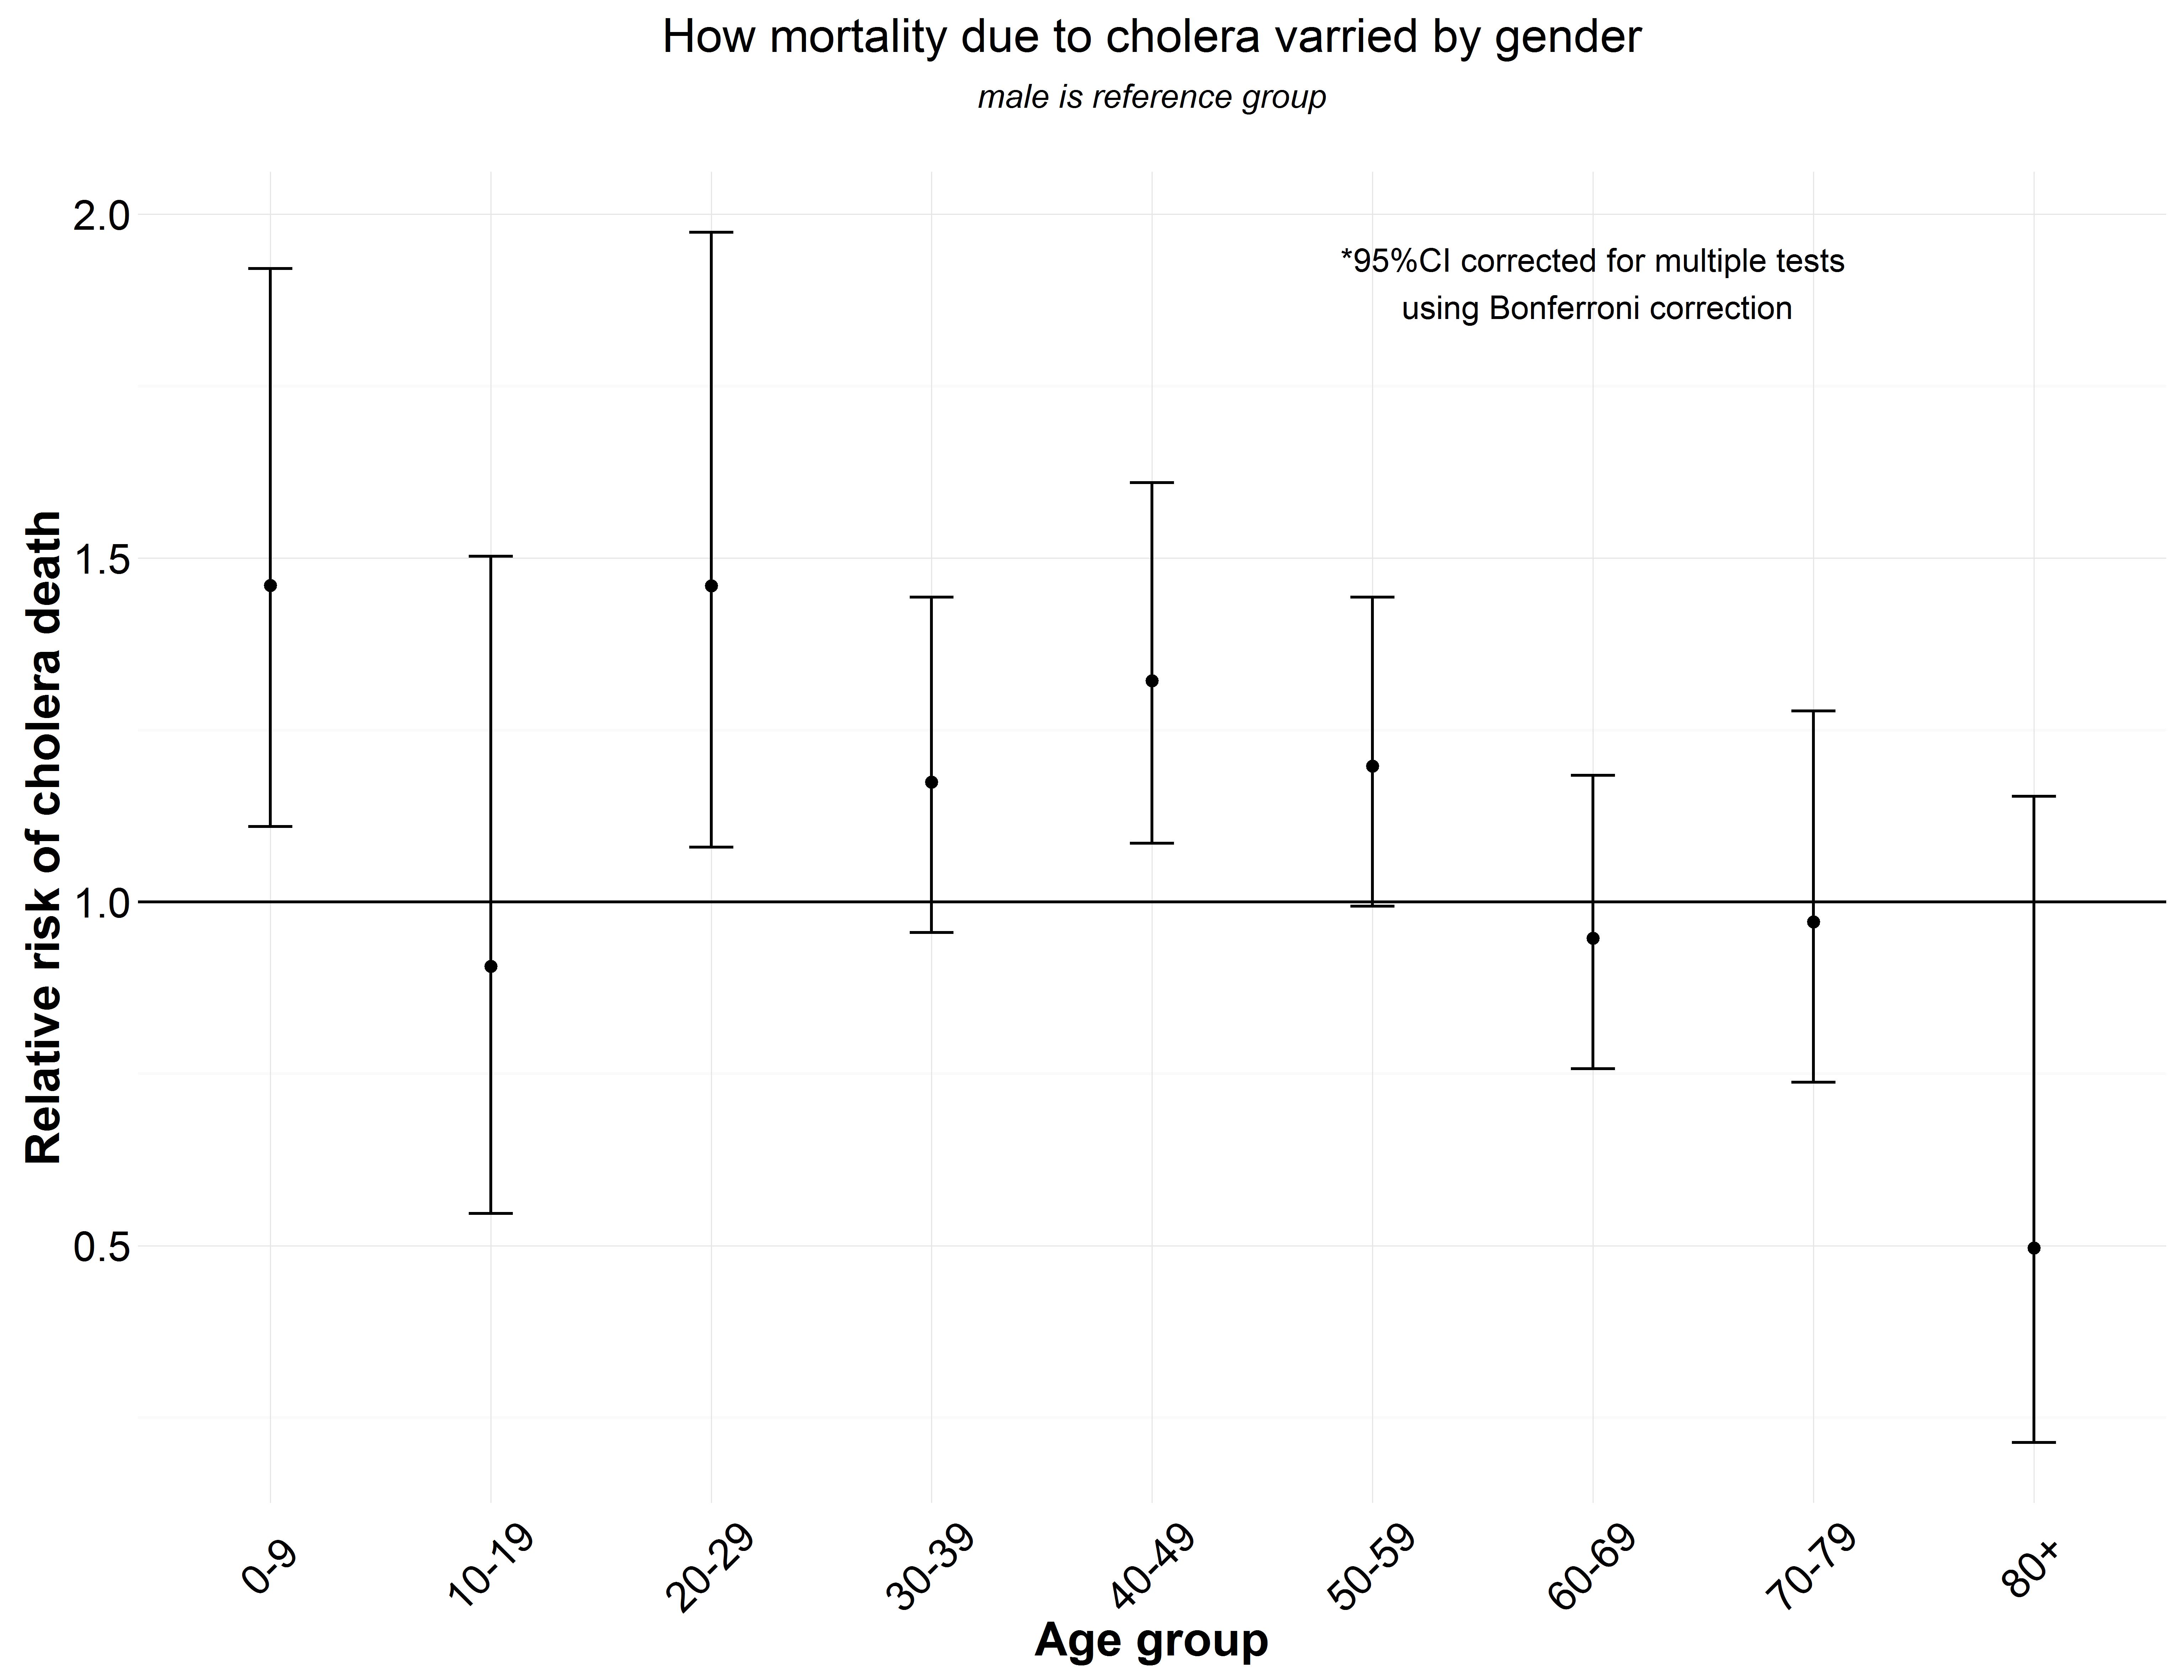 How mortality due to cholera varried by gender
male is reference group
*95%CI corrected for multiple tests
using Bonferroni correction
Relative risk of cholera death
2.0
1.5
1.0
0.5
0-9
10-19
20-29
30-39
40-49
50-59
60-69
70-79
80+
Age group